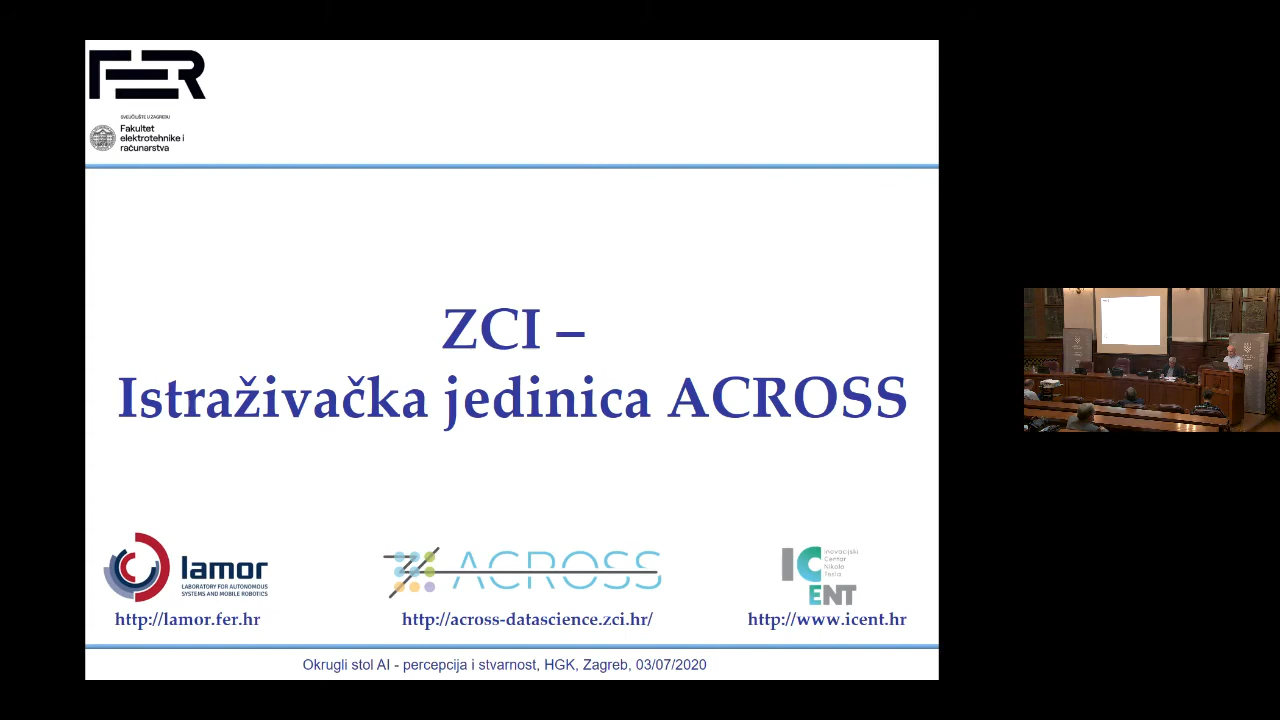 FER
SVEUČILIŠTE U ZAGREBU
Fakultet
elektrotehnike i
računarstva
ZCI –
Istraživačka jedinica ACROSS
lamor
LABORATORY FOR AUTONOMOUS
SYSTEMS AND MOBILE ROBOTICS
http://lamor.fer.hr
ACROSS
http://across-datascience.zci.hr/
ICENT
Inovacijski
Centar
Nikola
Tesla
http://www.icent.hr
Okrugli stol AI - percepcija i stvarnost, HGK, Zagreb, 03/07/2020